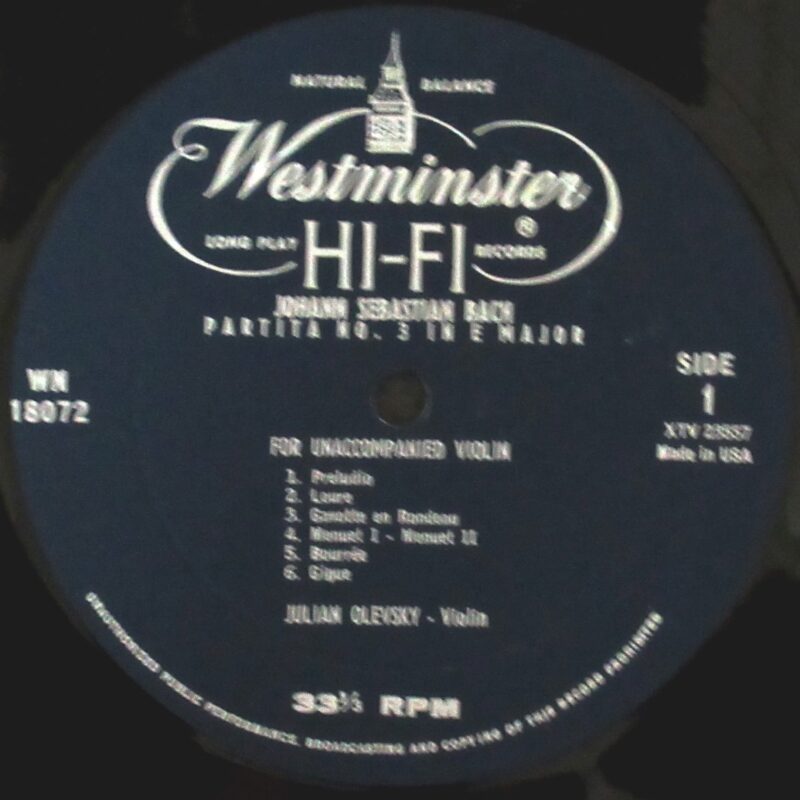 NATURAL BALANCE
Westminster
®
LONG PLAY HI-FI RECORDS
JOHANN SEBASTIAN BACH
PARTITA NO. 3 IN E MAJOR
WN
18072
SIDE
1
XTV 23557
Made in USA
FOR UNACCOMPANIED VIOLIN
1. Preludio
2. Loure
3. Gavotte en Rondeau
4. Menuet I - Menuet II
5. Bourrée
6. Gigue
JULIAN OLEVSKY - Violin
33⅓ RPM
UNAUTHORIZED PUBLIC PERFORMANCE, BROADCASTING AND COPYING OF THIS RECORD PROHIBITED